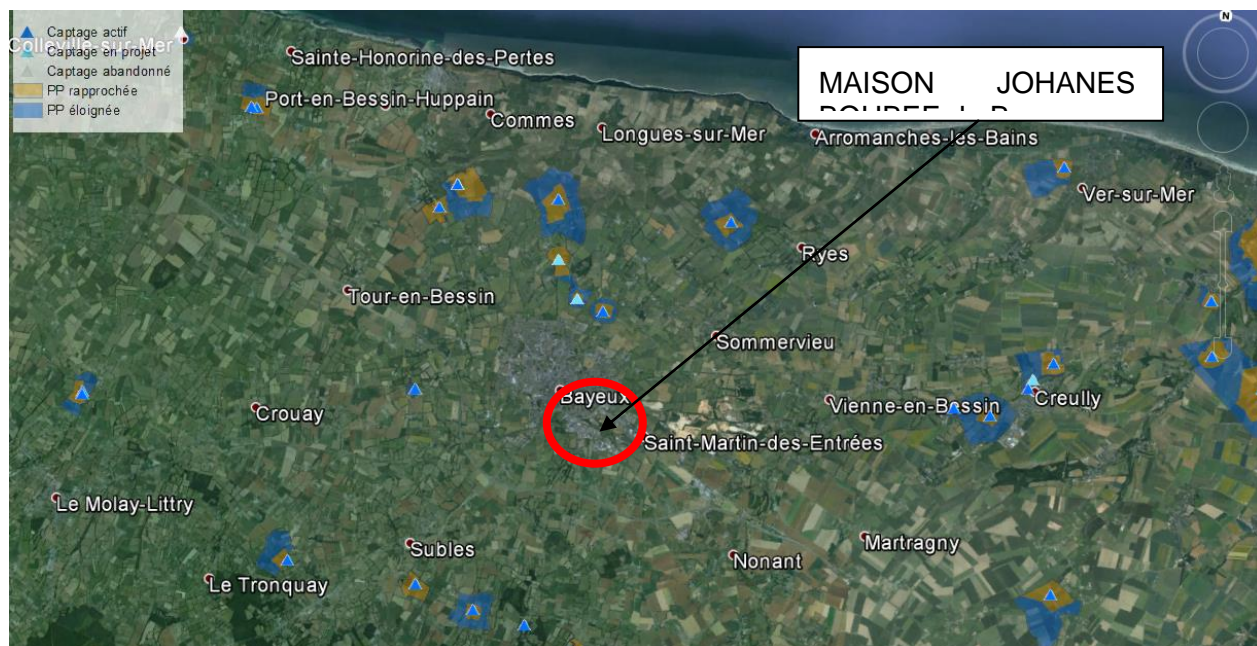 Captage actif
Colleville-sur-Mer
Captage en projet
Captage abandonné
PP rapprochée
PP éloignée
N
MAISON JOHANES
Sainte-Honorine-des-Pertes
Port-en-Bessin-Huppain
Commes
Longues-sur-Mer
Arromanches-les-Bains
Ver-sur-Mer
Ryes
Tour-en-Bessin
Sommervieu
Bayeux
Crouay
Vienne-en-Bessin
Creully
Saint-Martin-des-Entrées
Le Molay-Littry
Subles
Nonant
Martragny
Le Tronquay